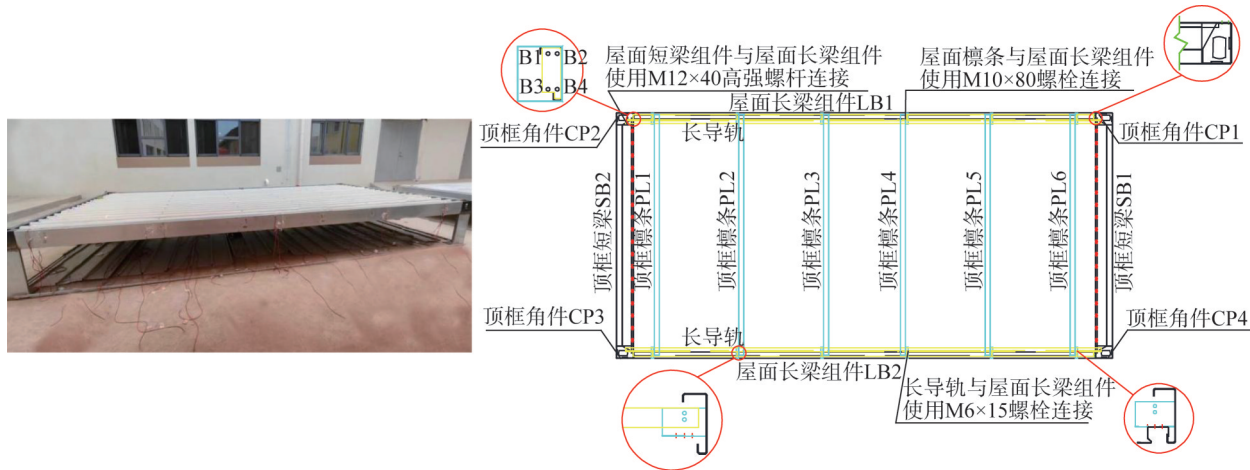 B1
B2
B3
B4
屋面短梁组件与屋面长梁组件
使用M12×40高强螺杆连接
屋面檩条与屋面长梁组件
使用M10×80螺栓连接
屋面长梁组件LB1
顶框角件CP2
长导轨
顶框角件CP1
顶框短梁SB2
顶框檩条PL1
顶框檩条PL2
顶框檩条PL3
顶框檩条PL4
顶框檩条PL5
顶框檩条PL6
顶框短梁SB1
顶框角件CP3
长导轨
顶框角件CP4
屋面长梁组件LB2
长导轨与屋面长梁组件
使用M6×15螺栓连接